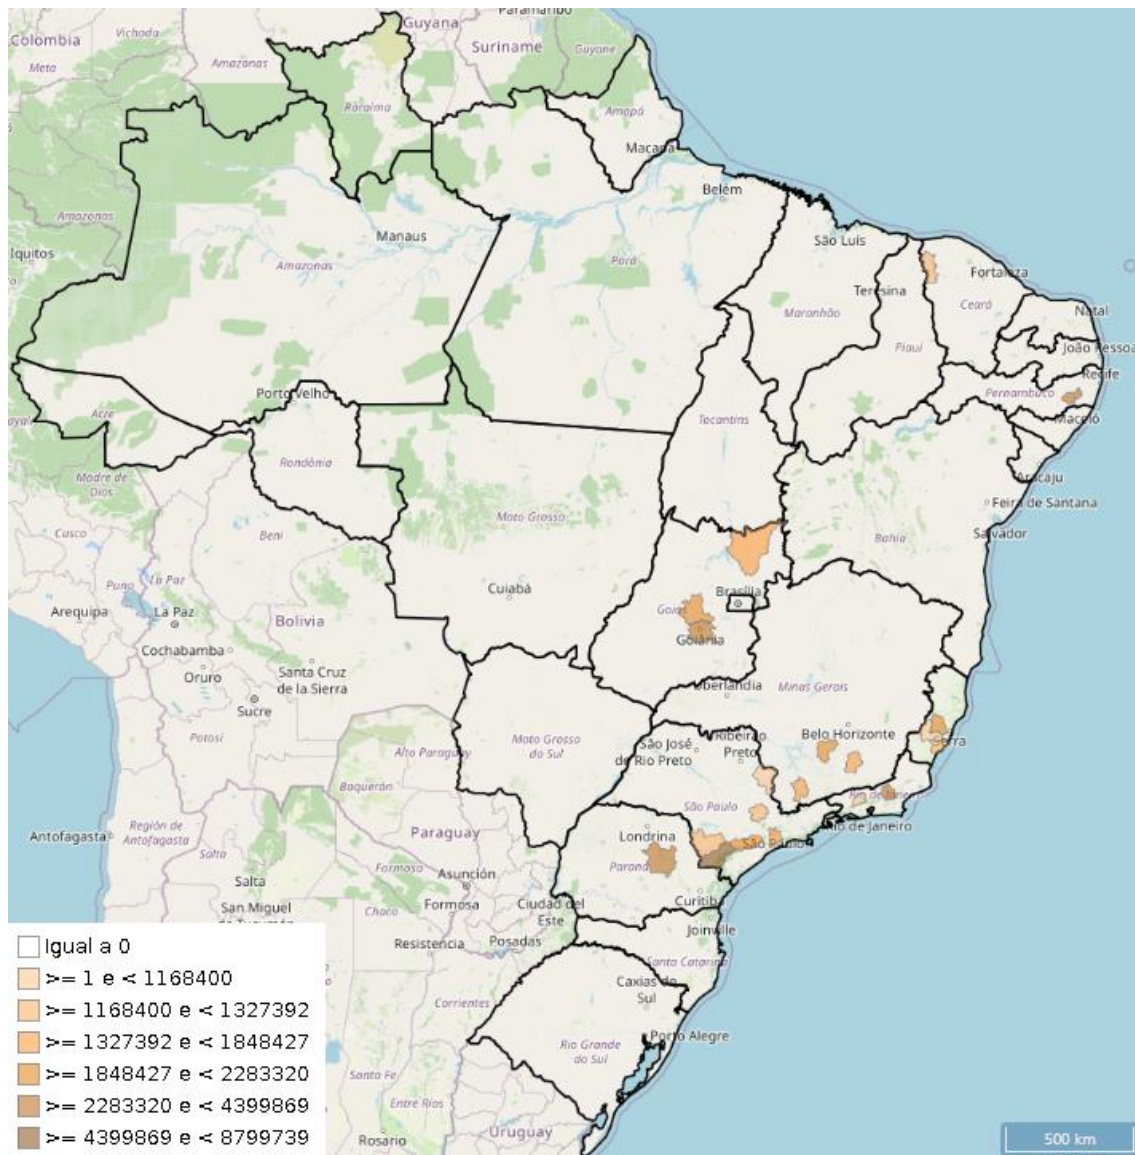 Paramaribo
Guyana
Colombia
Vichada
Suriname
Guyane
Meta
Amazonas
Roraima
Amapá
Macapá
Belém
Amazonas
São Luís
Manaus
Iquitos
Amazonas
Pará
Fortaleza
Teresina
Maranhão
Ceará
Natal
Piauí
João Pessoa
Recife
Porto Velho
Pernambuco
Acre
Tocantins
Maceió
Rondônia
Madre de
Dios
Aracaju
Feira de Santana
Mato Grosso
Cusco
Beni
Bahia
Salvador
Puno
La Paz
Cuiabá
Brasília
Arequipa
La Paz
Goiás
Bolivia
Goiânia
Cochabamba
Santa Cruz
de la Sierra
Oruro
Uberlândia
Minas Gerais
Sucre
Potosí
Alto Paraguay
Mato Grosso
do Sul
São José
do Rio Preto
Ribeirão
Preto
Belo Horizonte
Serra
Boquerón
São Paulo
Rio de Janeiro
Antofagasta
Región de
Antofagasta
Paraguay
Londrina
São Paulo
Rio de Janeiro
Salta
Paraná
Salta
Formosa
Asunción
San Miguel
de Tucumán
Chaco
Formosa
Ciudad del
Este
Curitiba
Resistencia
Posadas
Joinville
Igual a 0
Santa Catarina
>= 1 e < 1168400
Caxias do
Sul
Corrientes
>= 1168400 e < 1327392
>= 1327392 e < 1848427
Porto Alegre
Rio Grande
do Sul
>= 1848427 e < 2283320
Santa Fe
>= 2283320 e < 4399869
Entre Ríos
>= 4399869 e < 8799739
Rosario
Uruguay
500 km